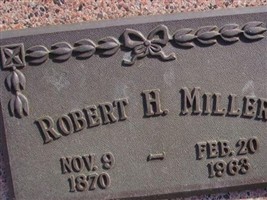 ROBERT H. MILLER
NOV. 9 — FEB. 20
1870 1963